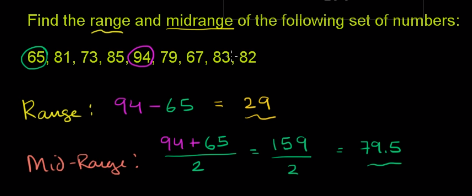 Find the range and midrange of the following set of numbers:
65, 81, 73, 85, 94, 79, 67, 83, 82
Range: 94 - 65 = 29
Mid-Range: 94+65 / 2 = 159 / 2 = 79.5